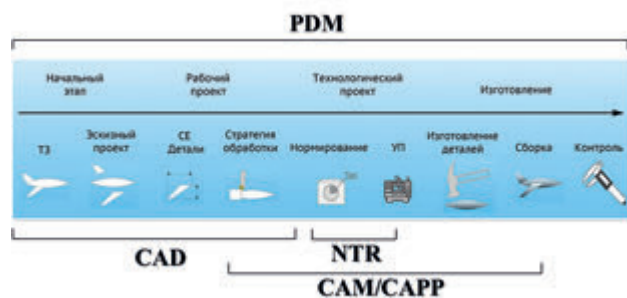 PDM
Начальный
этап
Рабочий
проект
Технологический
проект
Изготовление
ТЗ
Эскизный
проект
СЕ
Детали
Стратегия
обработки
Нормирование
УП
Изготовление
деталей
Сборка
Контроль
CAD
NTR
CAM/CAPP